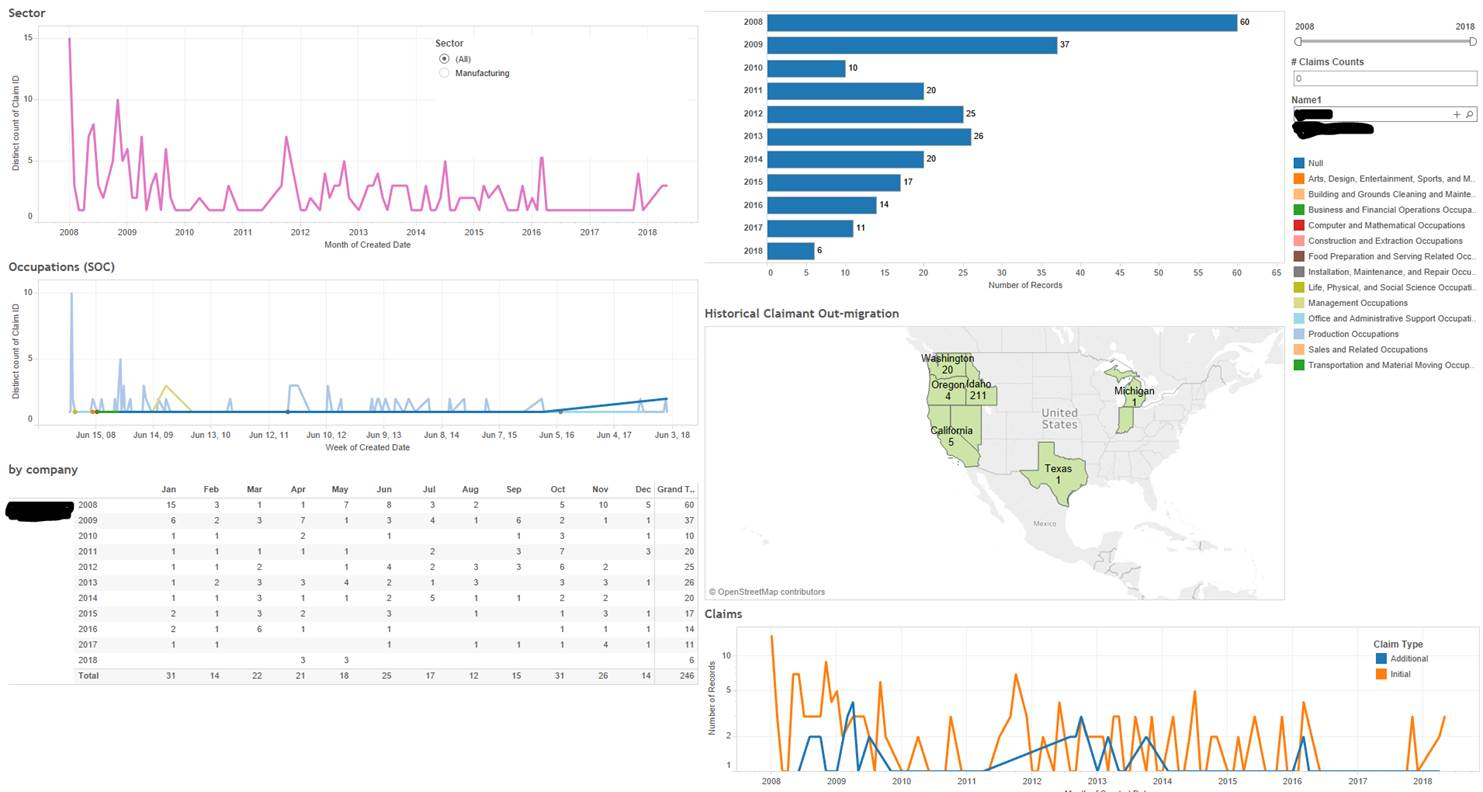 Sector
15
10
5
0
Distinct count of Claim ID
Sector
(All)
Manufacturing
2008 2009 2010 2011 2012 2013 2014 2015 2016 2017 2018
Month of Created Date
Occupations (SOC)
10
5
0
Distinct count of Claim ID
Jun 15, 08 Jun 14, 09 Jun 13, 10 Jun 12, 11 Jun 10, 12 Jun 9, 13 Jun 8, 14 Jun 7, 15 Jun 5, 16 Jun 4, 17 Jun 3, 18
Week of Created Date
by company
Jan Feb Mar Apr May Jun Jul Aug Sep Oct Nov Dec Grand T..
2008 15 3 1 1 7 8 3 2 5 10 5 60
2009 6 2 3 7 1 3 4 1 6 2 1 1 37
2010 1 1 2 1 1 3 1 10
2011 1 1 1 1 1 2 3 7 3 20
2012 1 1 2 1 4 2 3 3 6 2 25
2013 1 2 3 3 4 2 1 3 3 3 1 26
2014 1 1 3 1 1 2 5 1 1 2 2 20
2015 2 1 3 2 3 1 1 3 1 17
2016 2 1 6 1 1 1 1 1 14
2017 1 1 1 1 1 4 1 11
2018 3 3 6
Total 31 14 22 21 18 25 17 12 15 31 26 14 246
2008 60
2009 37
2010 10
2011 20
2012 25
2013 26
2014 20
2015 17
2016 14
2017 11
2018 6
0 5 10 15 20 25 30 35 40 45 50 55 60 65
Number of Records
Historical Claimant Out-migration
Washington
20
Oregon
4
Idaho
211
California
5
Michigan
1
Texas
1
United
States
Mexico
© OpenStreetMap contributors
Claims
10
5
2
1
Number of Records
Claim Type
Additional
Initial
2008 2009 2010 2011 2012 2013 2014 2015 2016 2017 2018
2008 2018
# Claims Counts
0
Name1
Null
Arts, Design, Entertainment, Sports, and M..
Building and Grounds Cleaning and Mainte..
Business and Financial Operations Occupa..
Computer and Mathematical Occupations
Construction and Extraction Occupations
Food Preparation and Serving Related Occ..
Installation, Maintenance, and Repair Occu..
Life, Physical, and Social Science Occupati..
Management Occupations
Office and Administrative Support Occupati..
Production Occupations
Sales and Related Occupations
Transportation and Material Moving Occup..